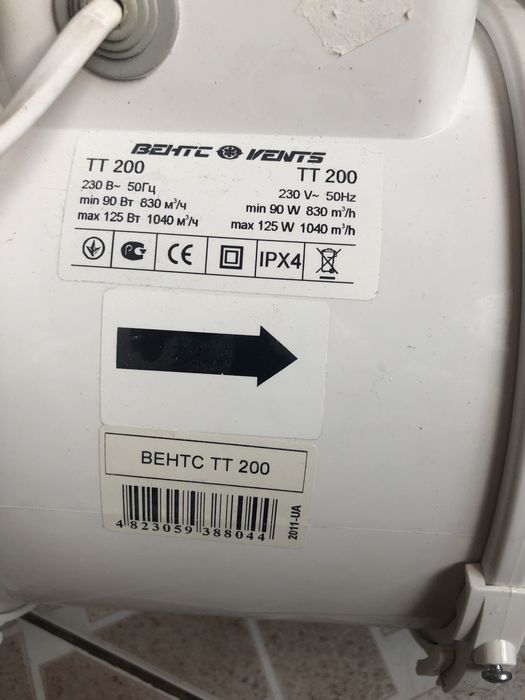 ВЕНТС VENTS
TT 200 TT 200
230 В~ 50Гц 230 V~ 50Hz
min 90 Вт 830 м³/ч min 90 W 830 m³/h
max 125 Вт 1040 м³/ч max 125 W 1040 m³/h
CE IPX4
ВЕНТС ТТ 200
4 823059 388044
2011-UA